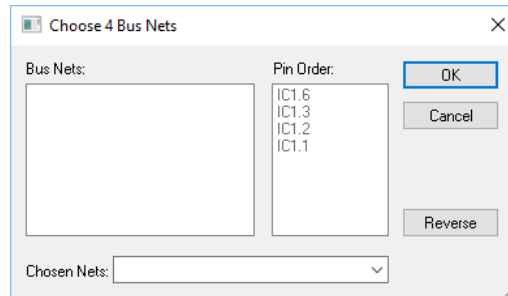 Choose 4 Bus Nets
Bus Nets:
Pin Order:
OK
IC1.6
IC1.3
IC1.2
IC1.1
Cancel
Reverse
Chosen Nets: